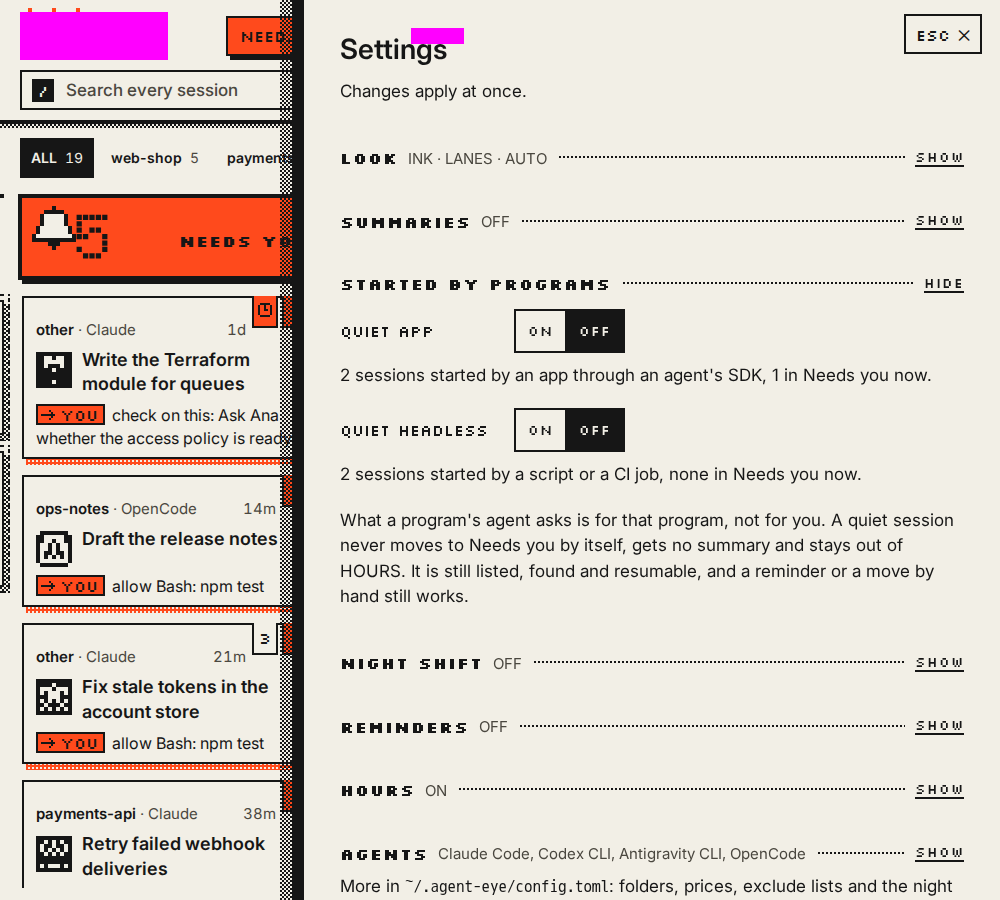 NEED
Search every session
ALL 19 web-shop 5 payment
5 NEEDS YO
other · Claude 1d
Write the Terraform
module for queues
→ YOU check on this: Ask Ana
whether the access policy is ready
ops-notes · OpenCode 14m
Draft the release notes
→ YOU allow Bash: npm test
3
other · Claude 21m
Fix stale tokens in the
account store
→ YOU allow Bash: npm test
payments-api · Claude 38m
Retry failed webhook
deliveries
Settings
ESC ×
Changes apply at once.
LOOK INK · LANES · AUTO SHOW
SUMMARIES OFF SHOW
STARTED BY PROGRAMS HIDE
QUIET APP ON OFF
2 sessions started by an app through an agent's SDK, 1 in Needs you now.
QUIET HEADLESS ON OFF
2 sessions started by a script or a CI job, none in Needs you now.
What a program's agent asks is for that program, not for you. A quiet session
never moves to Needs you by itself, gets no summary and stays out of
HOURS. It is still listed, found and resumable, and a reminder or a move by
hand still works.
NIGHT SHIFT OFF SHOW
REMINDERS OFF SHOW
HOURS ON SHOW
AGENTS Claude Code, Codex CLI, Antigravity CLI, OpenCode SHOW
More in ~/.agent-eye/config.toml: folders, prices, exclude lists and the night